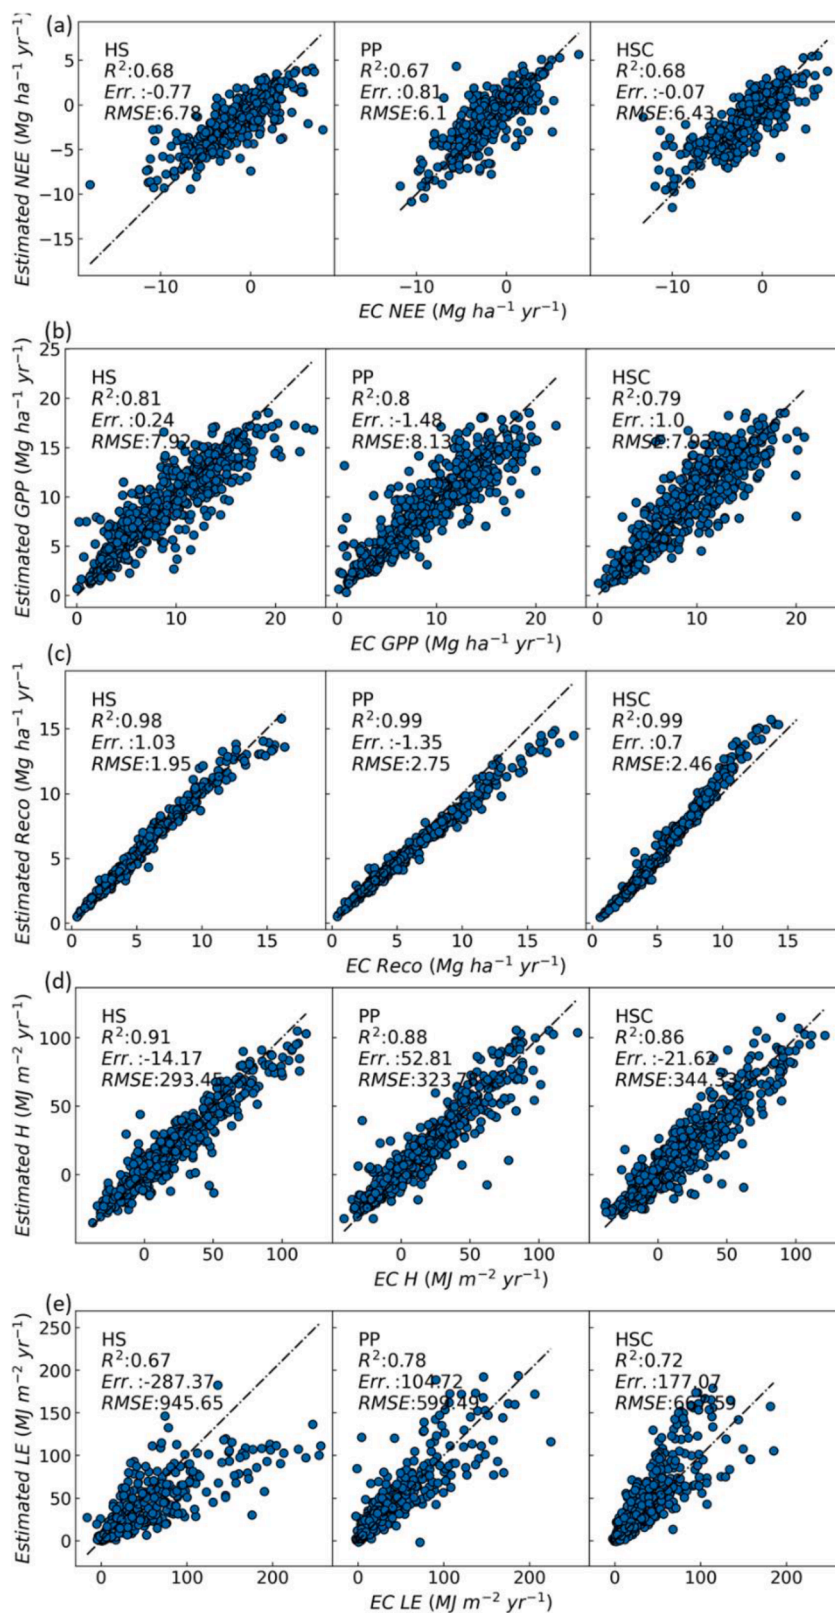 (a)
HS
R²:0.68
Err.:-0.77
RMSE:6.78
PP
R²:0.67
Err.:0.81
RMSE:6.1
HSC
R²:0.68
Err.:-0.07
RMSE:6.43
Estimated NEE (Mg ha⁻¹ yr⁻¹)
5
0
−5
−10
−15
−10 0 −10 0 −10 0
EC NEE (Mg ha⁻¹ yr⁻¹)
(b)
HS
R²:0.81
Err.:0.24
RMSE:7.92
PP
R²:0.8
Err.:-1.48
RMSE:8.13
HSC
R²:0.79
Err.:1.0
Estimated GPP (Mg ha⁻¹ yr⁻¹)
25
20
15
10
5
0
0 10 20 0 10 20 0 10 20
EC GPP (Mg ha⁻¹ yr⁻¹)
(c)
HS
R²:0.98
Err.:1.03
RMSE:1.95
PP
R²:0.99
Err.:-1.35
RMSE:2.75
HSC
R²:0.99
Err.:0.7
RMSE:2.46
Estimated Reco (Mg ha⁻¹ yr⁻¹
15
10
5
0
0 5 10 15 0 5 10 15 0 5 10 15
EC Reco (Mg ha⁻¹ yr⁻¹)
(d)
HS
R²:0.91
Err.:-14.17
RMSE:293.45
PP
R²:0.88
Err.:52.81
HSC
R²:0.86
Err.:-21.62
RMSE:344.33
Estimated H (MJ m⁻² yr⁻¹)
100
50
0
0 50 100 0 50 100 0 50 100
EC H (MJ m⁻² yr⁻¹)
(e)
HS
R²:0.67
Err.:-287.37
RMSE:945.65
PP
R²:0.78
Err.:104.72
RMSE:599.49
HSC
R²:0.72
Err.:177.07
Estimated LE (MJ m⁻² yr⁻¹)
250
200
150
100
50
0
0 100 200 0 100 200 0 100 200
EC LE (MJ m⁻² yr⁻¹)